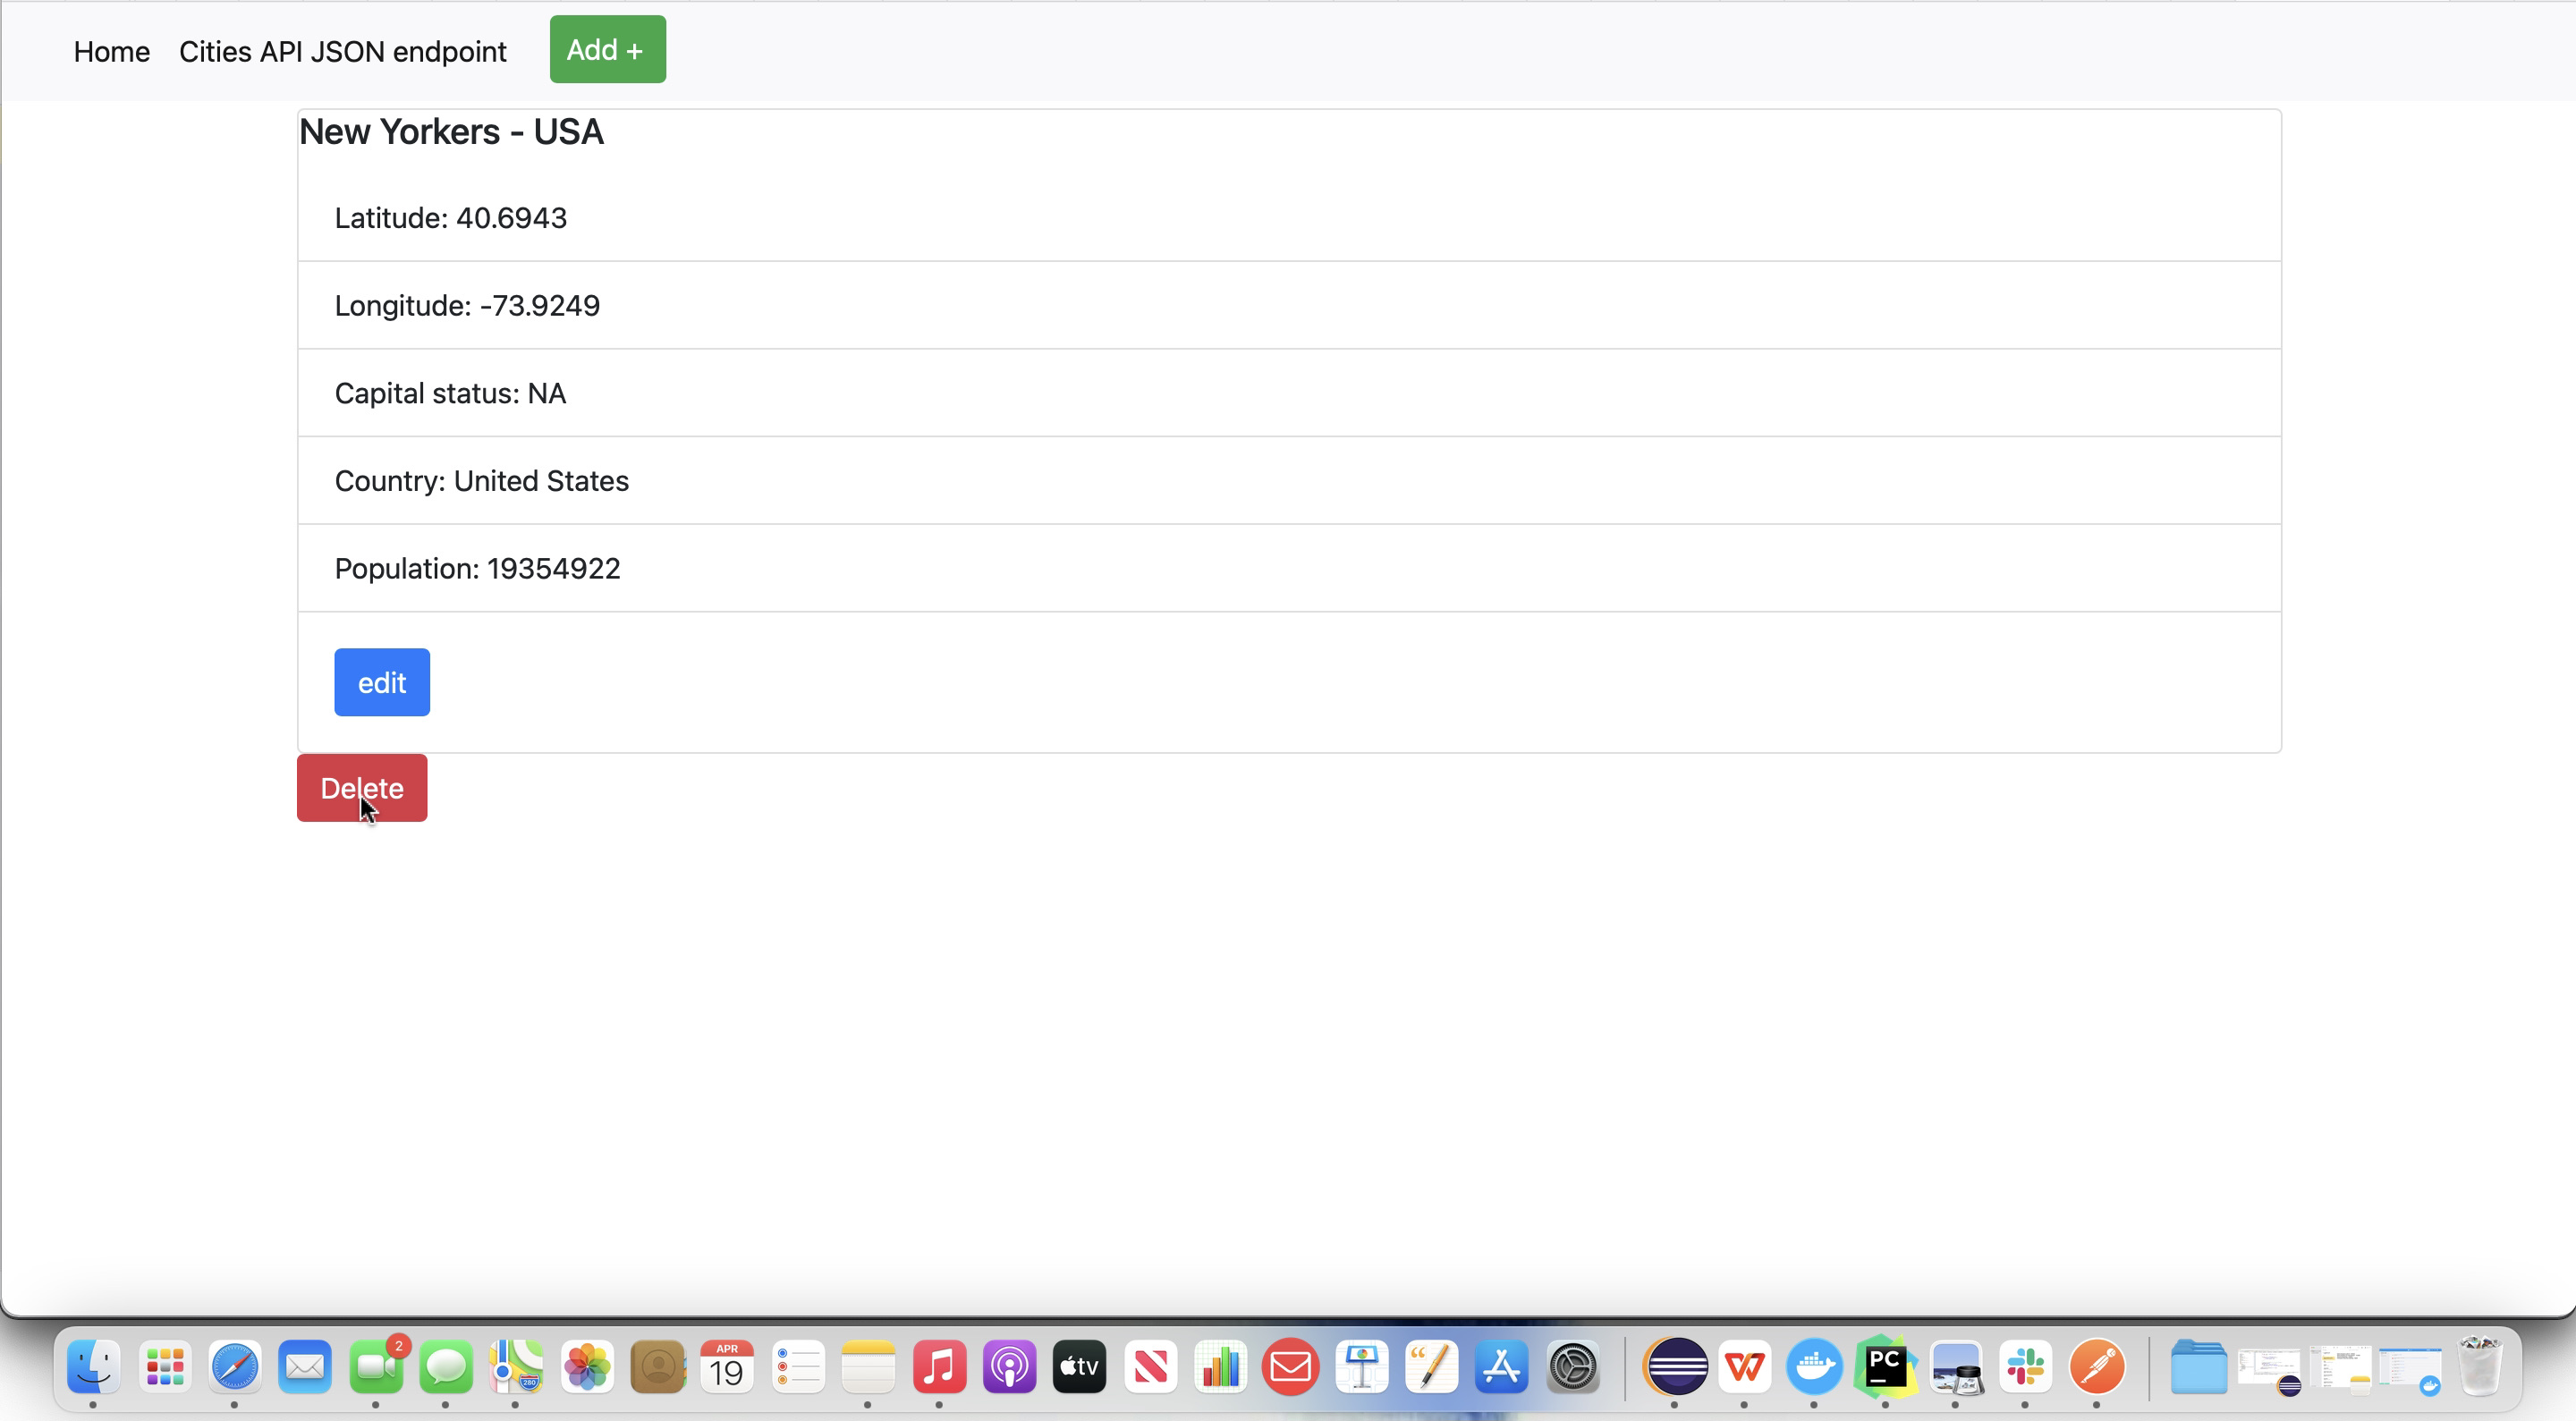 Home Cities API JSON endpoint Add +
New Yorkers - USA
Latitude: 40.6943
Longitude: -73.9249
Capital status: NA
Country: United States
Population: 19354922
edit
Delete
2
APR
19
280
tv
PC